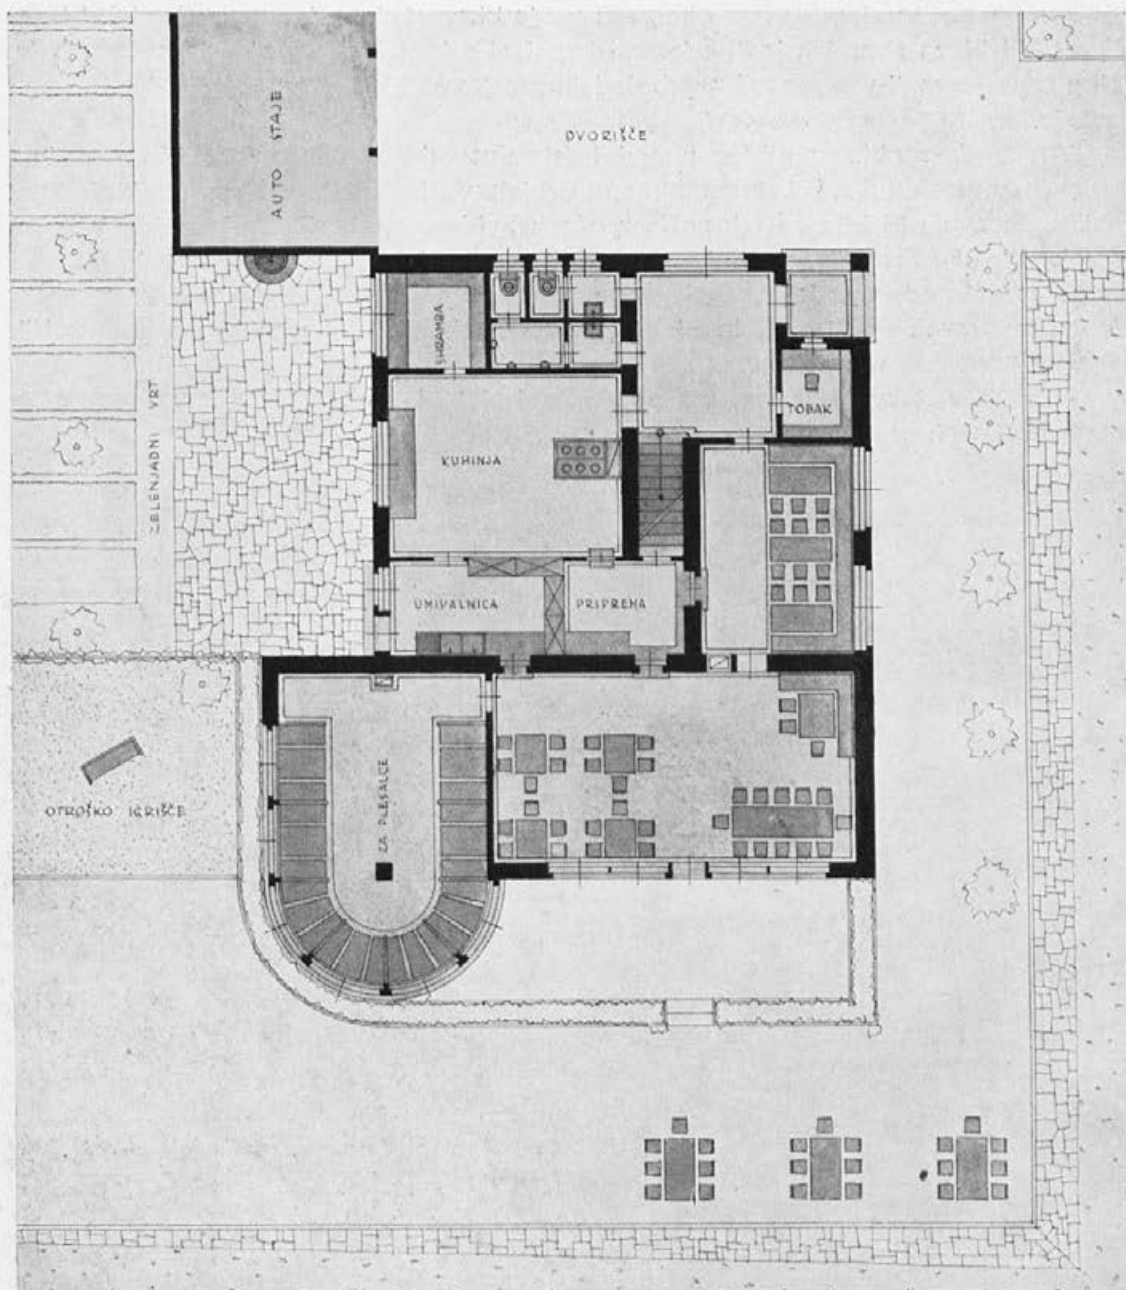 DVORIŠČE
AUTO STAJE
SHRAMBA
TOBAK
ZELENJADNI VRT
KUHINJA
UMIVALNICA
PRIPREMA
ZA PLESALCE
OTROŠKO IGRIŠČE